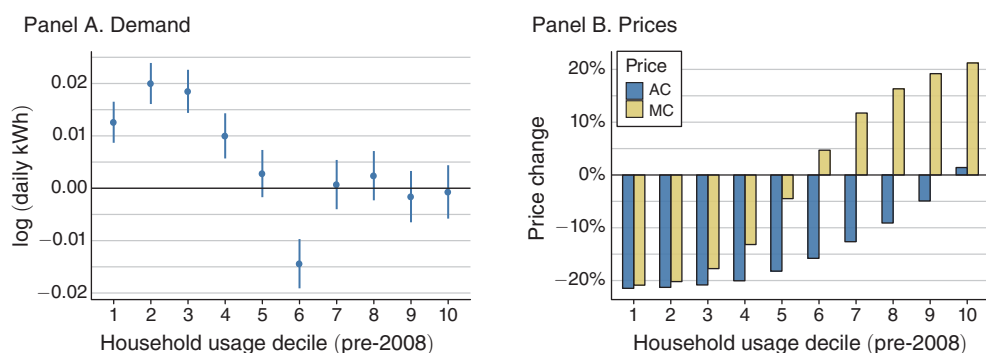 Panel A. Demand
0.02
0.01
0.00
−0.01
−0.02
log (daily kWh)
1 2 3 4 5 6 7 8 9 10
Household usage decile (pre-2008)
Panel B. Prices
Price
AC
MC
20%
10%
0%
−10%
−20%
Price change
1 2 3 4 5 6 7 8 9 10
Household usage decile (pre-2008)